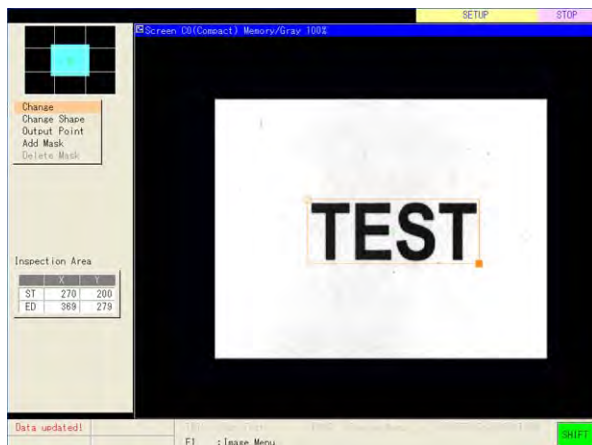 SETUP STOP
Screen C0(Compact) Memory/Gray 100%
Change
Change Shape
Output Point
Add Mask
Delete Mask
TEST
Inspection Area
X Y
ST 270 200
ED 369 279
Data updated!
F1 :Image Menu
SHIFT